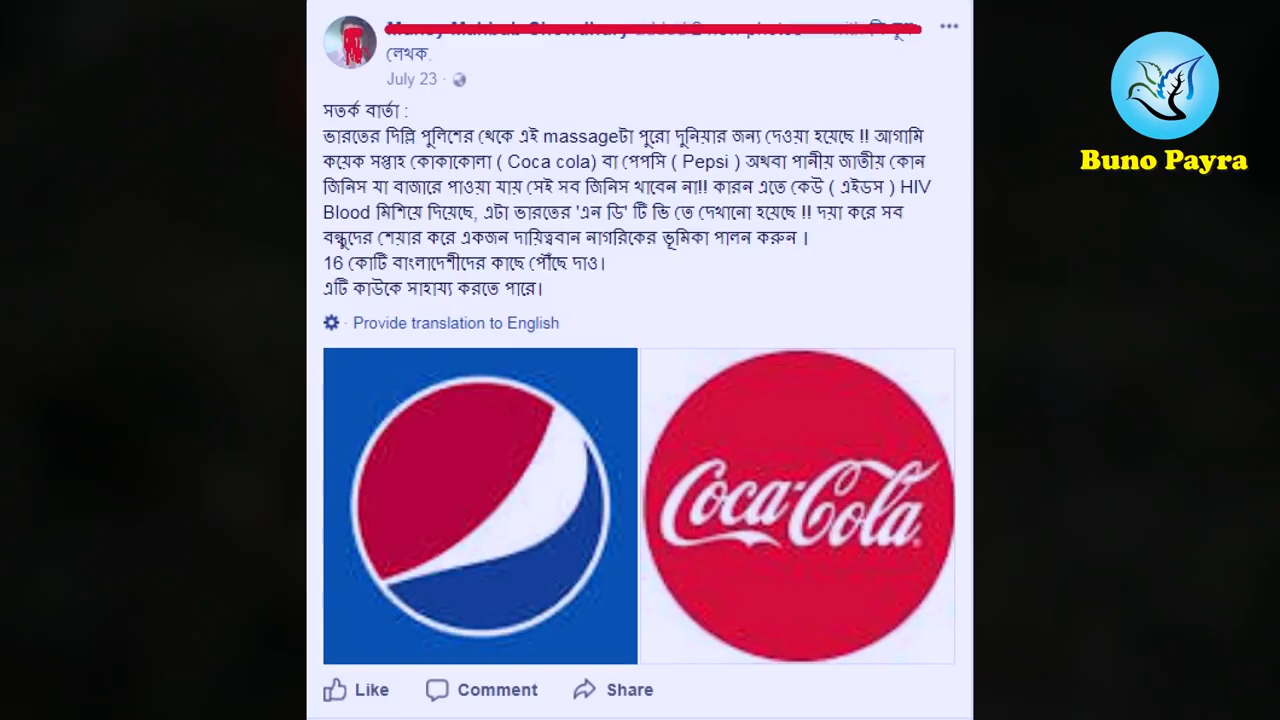 লেখক.
July 23 ·
সতর্ক বার্তা :
ভারতের দিল্লি পুলিশের থেকে এই massageটা পুরো দুনিয়ার জন্য দেওয়া হয়েছে !! আগামি
কয়েক সপ্তাহ কোকাকোলা ( Coca cola) বা পেপসি ( Pepsi ) অথবা পানীয় জাতীয় কোন
জিনিস যা বাজারে পাওয়া যায় সেই সব জিনিস খাবেন না!! কারন এতে কেউ ( এইডস ) HIV
Blood মিশিয়ে দিয়েছে, এটা ভারতের 'এন ডি' টি ভি তে দেখানো হয়েছে !! দয়া করে সব
বন্ধুদের শেয়ার করে একজন দায়িত্ববান নাগরিকের ভূমিকা পালন করুন ।
16 কোটি বাংলাদেশীদের কাছে পৌঁছে দাও।
এটি কাউকে সাহায্য করতে পারে।
· Provide translation to English
Coca-Cola
Like Comment Share
Buno Payra